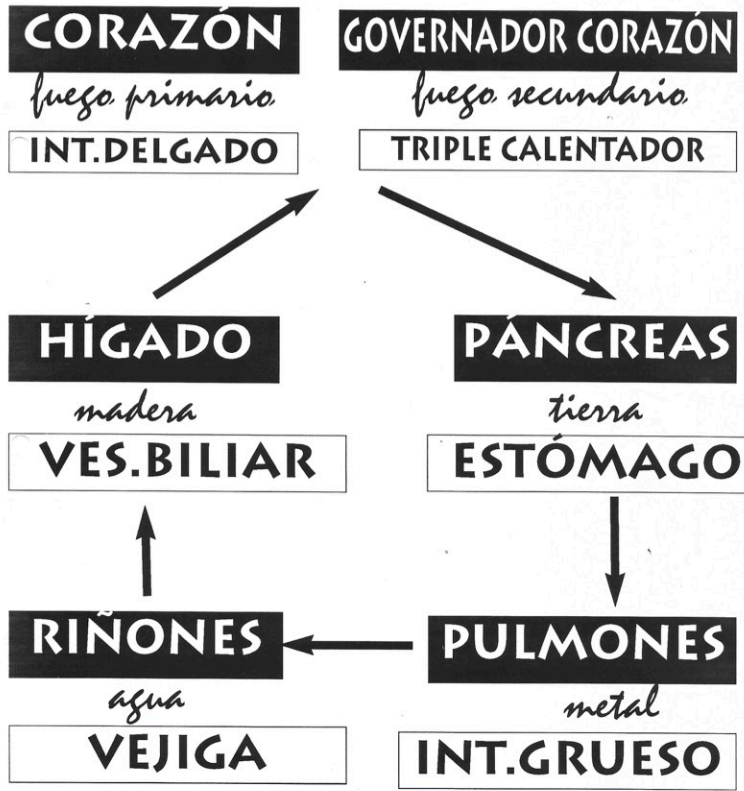 CORAZÓN
fuego primario
INT.DELGADO
GOVERNADOR CORAZÓN
fuego secundario
TRIPLE CALENTADOR
HÍGADO
madera
VES.BILIAR
PÁNCREAS
tierra
ESTÓMAGO
RIÑONES
agua
VEJIGA
PULMONES
metal
INT.GRUESO